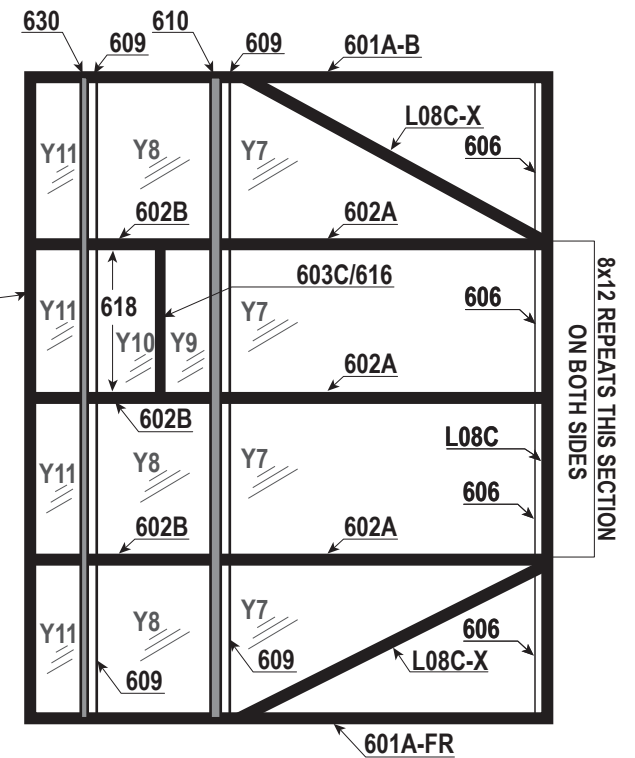 630
610
609
609
601A-B
L08C-X
606
Y11
Y8
Y7
602B
602A
603C/616
618
Y11
Y10
Y9
Y7
606
602A
602B
8x12 REPEATS THIS SECTION
ON BOTH SIDES
L08C
Y11
Y8
Y7
606
602B
602A
Y11
Y8
Y7
606
609
609
L08C-X
601A-FR